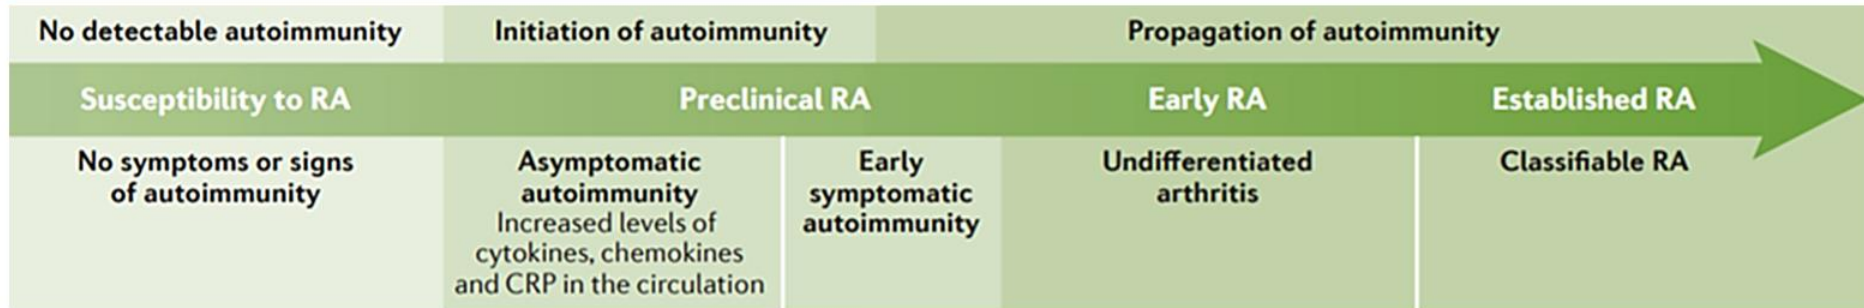 No detectable autoimmunity
Initiation of autoimmunity
Propagation of autoimmunity
Susceptibility to RA
Preclinical RA
Early RA
Established RA
No symptoms or signs
of autoimmunity
Asymptomatic
autoimmunity
Increased levels of
cytokines, chemokines
and CRP in the circulation
Early
symptomatic
autoimmunity
Undifferentiated
arthritis
Classifiable RA